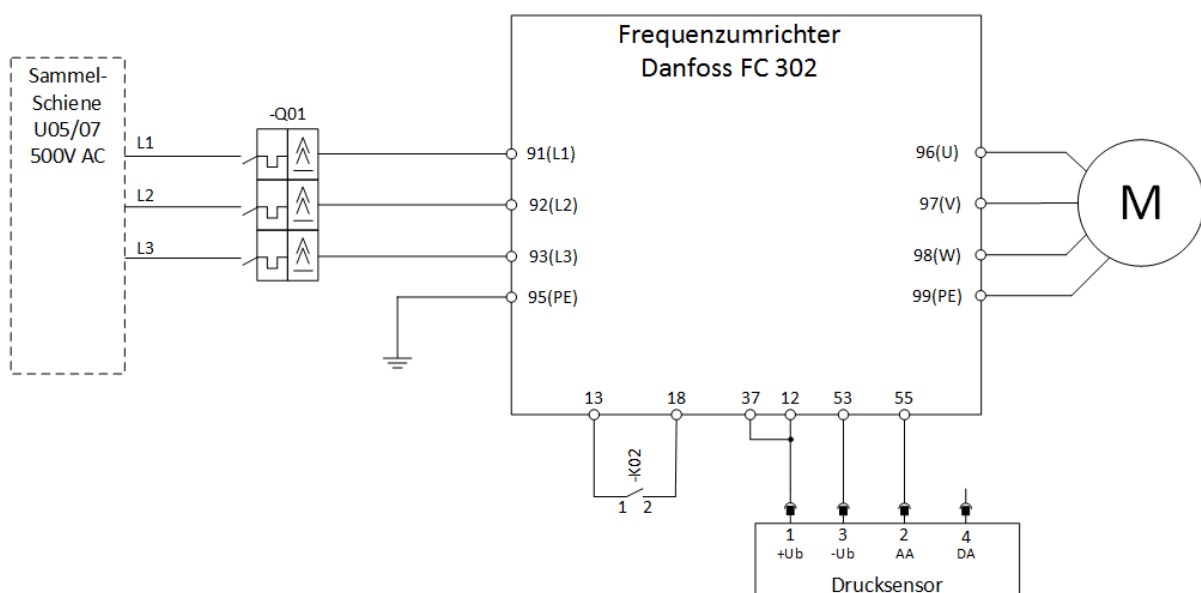 Frequenzumrichter
Danfoss FC 302
Sammel-
Schiene
U05/07
500V AC
-Q01
L1
L2
L3
91(L1)
92(L2)
93(L3)
95(PE)
96(U)
97(V)
98(W)
99(PE)
M
13 18 37 12 53 55
-K02
1 2
1 3 2 4
+Ub -Ub AA DA
Drucksensor